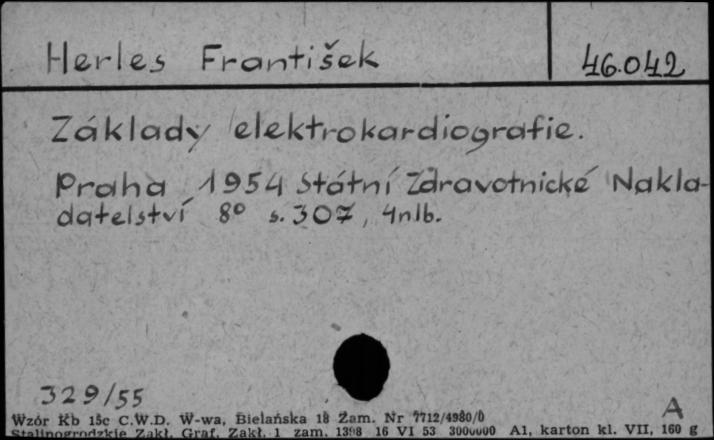 Herles František 46.042
Základy elektrokardiografie.
Praha 1954 Státní Zdravotnické Nakla-
datelství 8º s. 307, 4nlb.
329/55
A
Wzór Kb 15c C.W.D. W-wa, Bielańska 18 Zam. Nr 7712/4980/0
Stalinogrodzkie Zakł. Graf. Zakł. 1 zam. 1398 16 VI 53 3000000 A1, karton kl. VII, 160 g